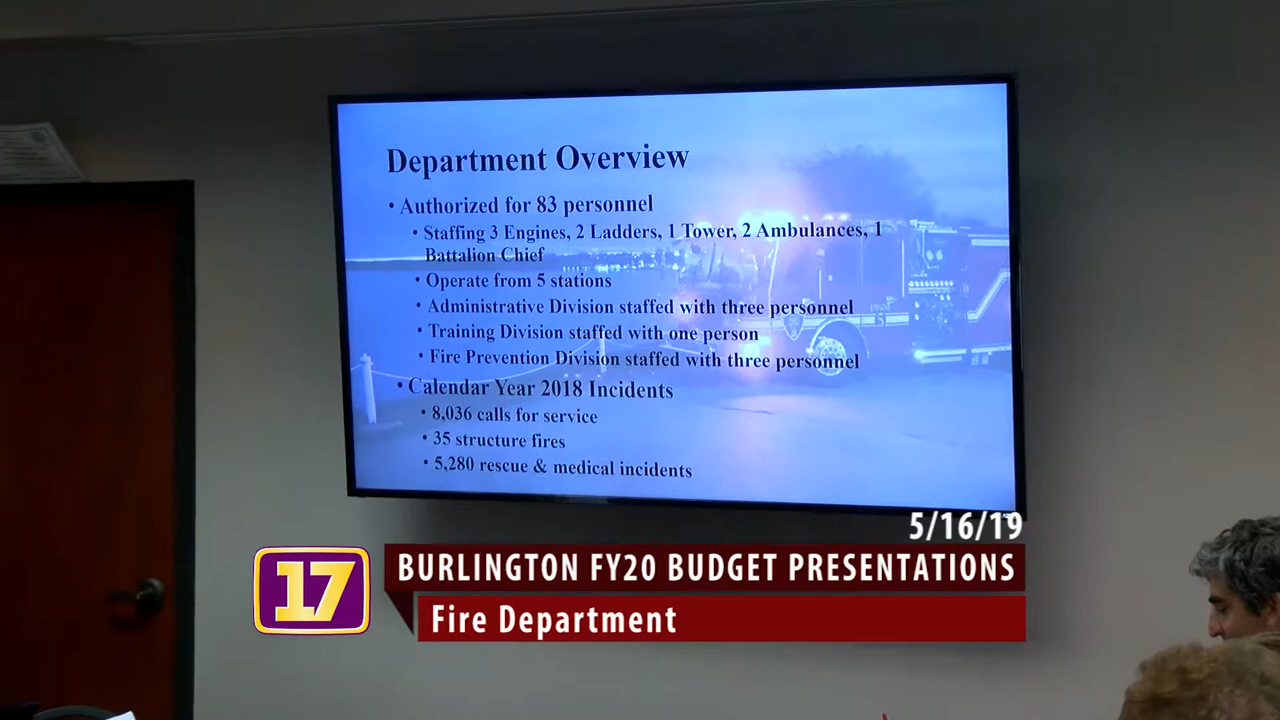 Department Overview
• Authorized for 83 personnel
• Staffing 3 Engines, 2 Ladders, 1 Tower, 2 Ambulances, 1
Battalion Chief
• Operate from 5 stations
• Administrative Division staffed with three personnel
• Training Division staffed with one person
• Fire Prevention Division staffed with three personnel
• Calendar Year 2018 Incidents
• 8,036 calls for service
• 35 structure fires
• 5,280 rescue & medical incidents
5/16/19
17
BURLINGTON FY20 BUDGET PRESENTATIONS
Fire Department